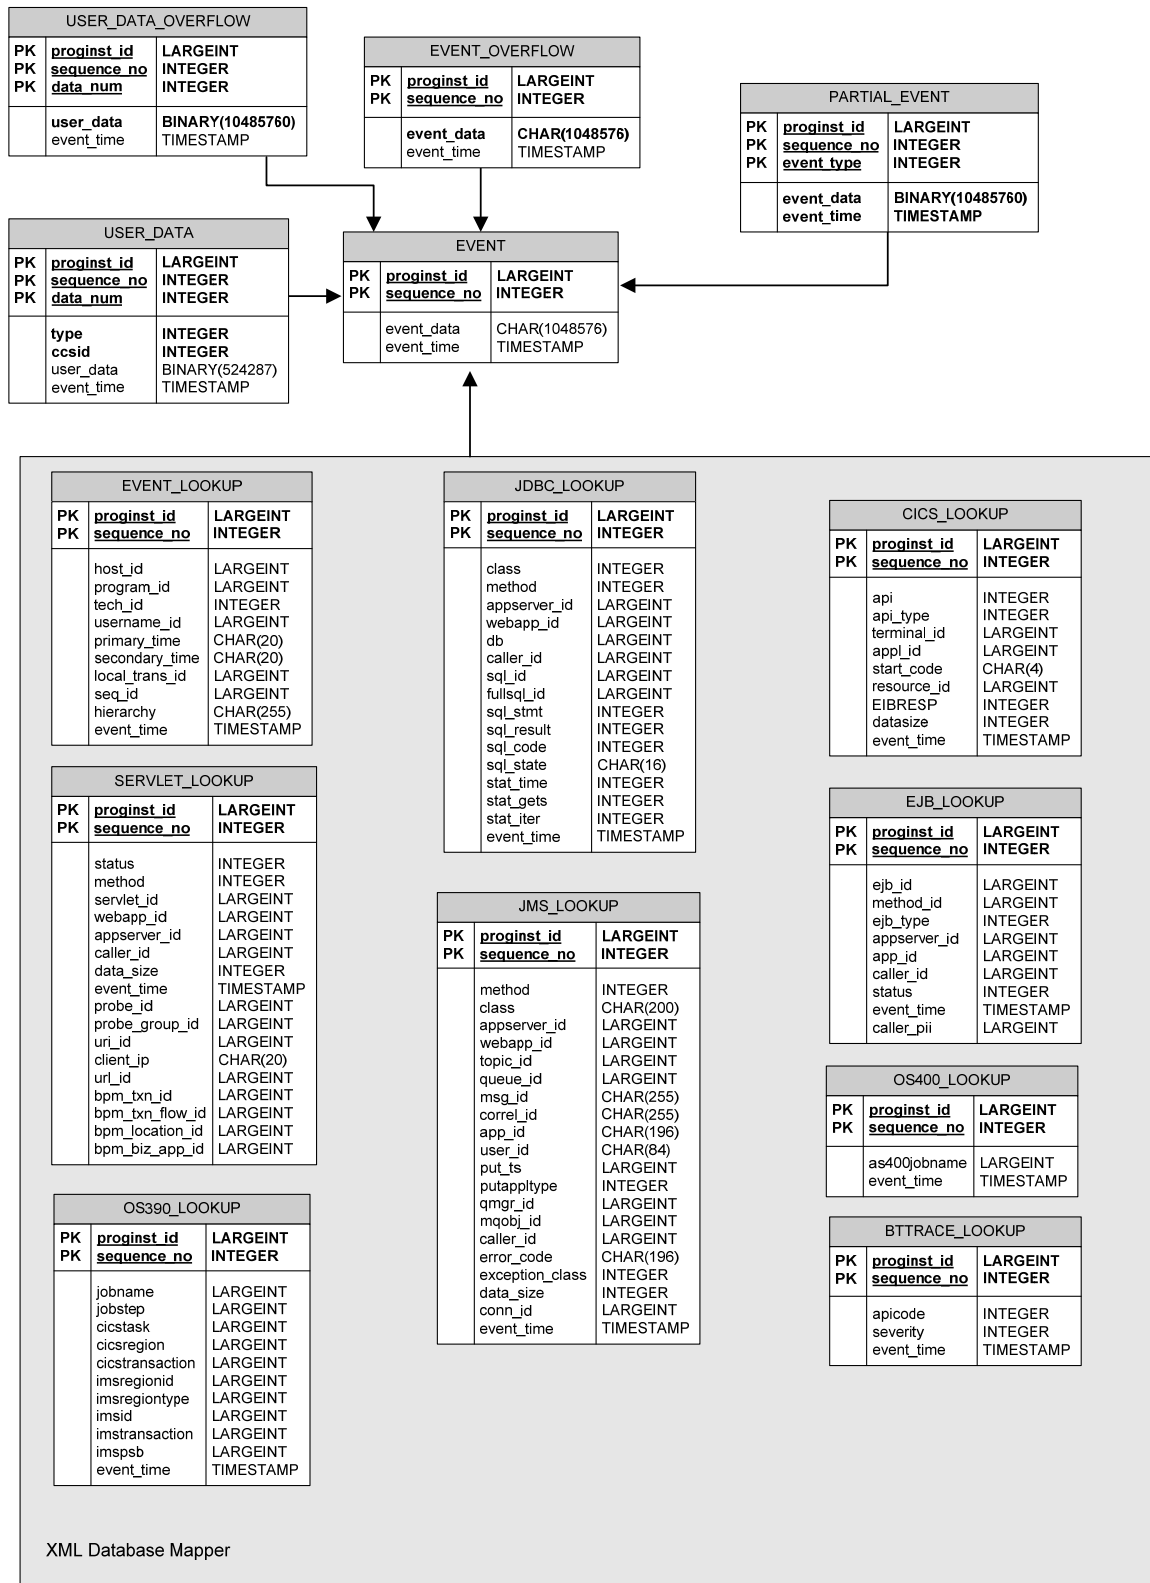 USER_DATA_OVERFLOW
PK proginst_id LARGEINT
PK sequence_no INTEGER
PK data_num INTEGER
user_data BINARY(10485760)
event_time TIMESTAMP
EVENT_OVERFLOW
PK proginst_id LARGEINT
PK sequence_no INTEGER
event_data CHAR(1048576)
event_time TIMESTAMP
PARTIAL_EVENT
PK proginst_id LARGEINT
PK sequence_no INTEGER
PK event_type INTEGER
event_data BINARY(10485760)
event_time TIMESTAMP
USER_DATA
PK proginst_id LARGEINT
PK sequence_no INTEGER
PK data_num INTEGER
type INTEGER
ccsid INTEGER
user_data BINARY(524287)
event_time TIMESTAMP
EVENT
PK proginst_id LARGEINT
PK sequence_no INTEGER
event_data CHAR(1048576)
event_time TIMESTAMP
EVENT_LOOKUP
PK proginst_id LARGEINT
PK sequence_no INTEGER
host_id LARGEINT
program_id LARGEINT
tech_id INTEGER
username_id LARGEINT
primary_time CHAR(20)
secondary_time CHAR(20)
local_trans_id LARGEINT
seq_id LARGEINT
hierarchy CHAR(255)
event_time TIMESTAMP
SERVLET_LOOKUP
PK proginst_id LARGEINT
PK sequence_no INTEGER
status INTEGER
method INTEGER
servlet_id LARGEINT
webapp_id LARGEINT
appserver_id LARGEINT
caller_id LARGEINT
data_size INTEGER
event_time TIMESTAMP
probe_id LARGEINT
probe_group_id LARGEINT
uri_id LARGEINT
client_ip CHAR(20)
url_id LARGEINT
bpm_txn_id LARGEINT
bpm_txn_flow_id LARGEINT
bpm_location_id LARGEINT
bpm_biz_app_id LARGEINT
OS390_LOOKUP
PK proginst_id LARGEINT
PK sequence_no INTEGER
jobname LARGEINT
jobstep LARGEINT
cicstask LARGEINT
cicsregion LARGEINT
cicstransaction LARGEINT
imsregionid LARGEINT
imsregiontype LARGEINT
imsid LARGEINT
imstransaction LARGEINT
imspsb LARGEINT
event_time TIMESTAMP
JDBC_LOOKUP
PK proginst_id LARGEINT
PK sequence_no INTEGER
class INTEGER
method INTEGER
appserver_id LARGEINT
webapp_id LARGEINT
db LARGEINT
caller_id LARGEINT
sql_id LARGEINT
fullsql_id LARGEINT
sql_stmt INTEGER
sql_result INTEGER
sql_code INTEGER
sql_state CHAR(16)
stat_time INTEGER
stat_gets INTEGER
stat_iter INTEGER
event_time TIMESTAMP
JMS_LOOKUP
PK proginst_id LARGEINT
PK sequence_no INTEGER
method INTEGER
class CHAR(200)
appserver_id LARGEINT
webapp_id LARGEINT
topic_id LARGEINT
queue_id LARGEINT
msg_id CHAR(255)
correl_id CHAR(255)
app_id CHAR(196)
user_id CHAR(84)
put_ts LARGEINT
putappltype INTEGER
qmgr_id LARGEINT
mqobj_id LARGEINT
caller_id LARGEINT
error_code CHAR(196)
exception_class INTEGER
data_size INTEGER
conn_id LARGEINT
event_time TIMESTAMP
CICS_LOOKUP
PK proginst_id LARGEINT
PK sequence_no INTEGER
api INTEGER
api_type INTEGER
terminal_id LARGEINT
appl_id LARGEINT
start_code CHAR(4)
resource_id LARGEINT
EIBRESP INTEGER
datasize INTEGER
event_time TIMESTAMP
EJB_LOOKUP
PK proginst_id LARGEINT
PK sequence_no INTEGER
ejb_id LARGEINT
method_id LARGEINT
ejb_type INTEGER
appserver_id LARGEINT
app_id LARGEINT
caller_id LARGEINT
status INTEGER
event_time TIMESTAMP
caller_pii LARGEINT
OS400_LOOKUP
PK proginst_id LARGEINT
PK sequence_no INTEGER
as400jobname LARGEINT
event_time TIMESTAMP
BTTRACE_LOOKUP
PK proginst_id LARGEINT
PK sequence_no INTEGER
apicode INTEGER
severity INTEGER
event_time TIMESTAMP
XML Database Mapper